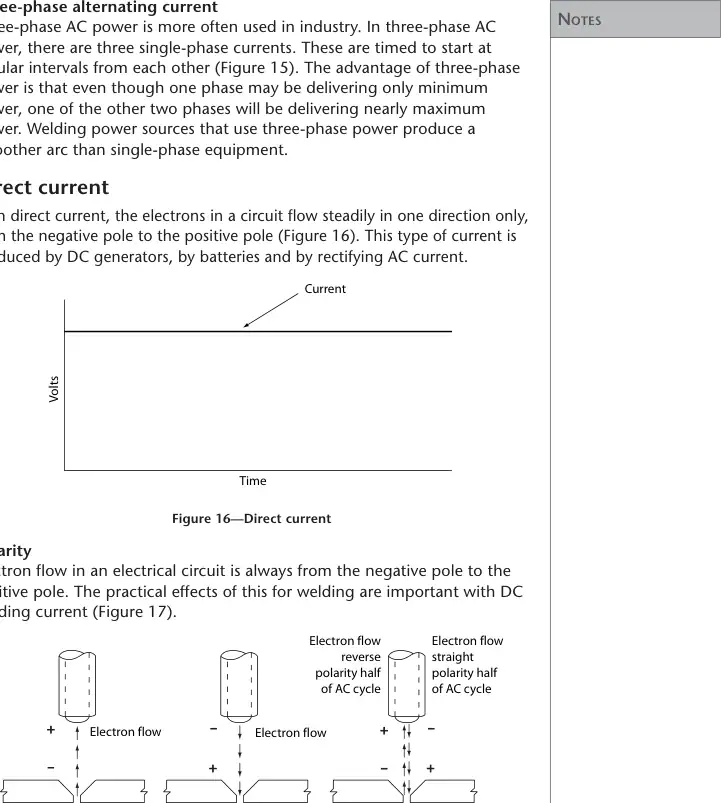 ee-phase alternating current
ee-phase AC power is more often used in industry. In three-phase AC
wer, there are three single-phase currents. These are timed to start at
ular intervals from each other (Figure 15). The advantage of three-phase
wer is that even though one phase may be delivering only minimum
wer, one of the other two phases will be delivering nearly maximum
wer. Welding power sources that use three-phase power produce a
oother arc than single-phase equipment.
rect current
n direct current, the electrons in a circuit flow steadily in one direction only,
m the negative pole to the positive pole (Figure 16). This type of current is
duced by DC generators, by batteries and by rectifying AC current.
Current
Volts
Time
Figure 16—Direct current
arity
ctron flow in an electrical circuit is always from the negative pole to the
itive pole. The practical effects of this for welding are important with DC
ding current (Figure 17).
Electron flow
reverse
polarity half
of AC cycle
Electron flow
straight
polarity half
of AC cycle
+ Electron flow
–
– Electron flow
+
+ –
– +
NOTES